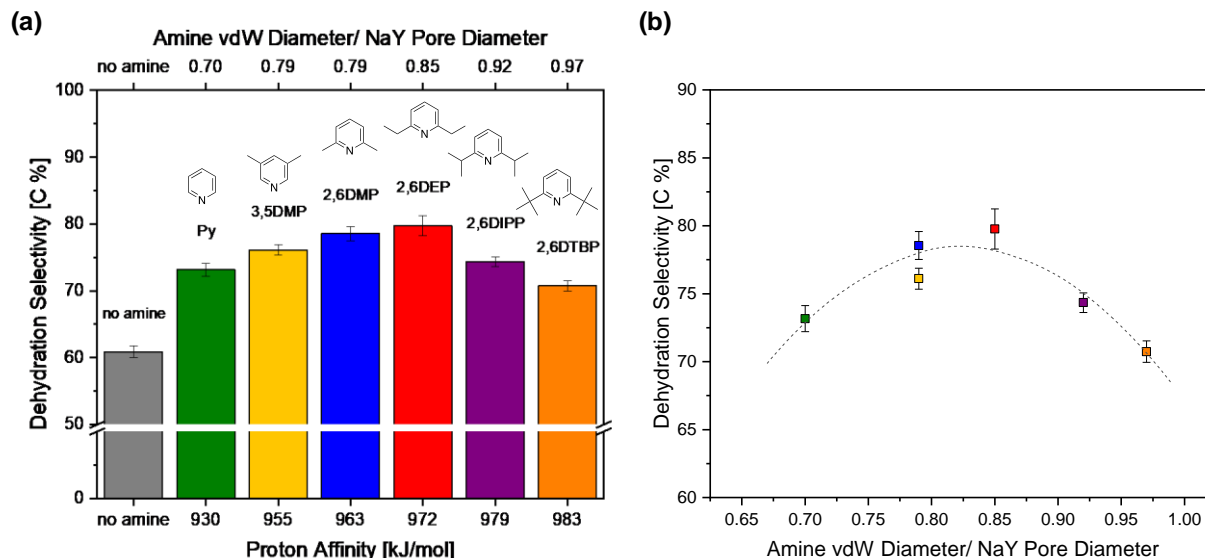 (a)
Amine vdW Diameter/ NaY Pore Diameter
no amine 0.70 0.79 0.79 0.85 0.92 0.97
Dehydration Selectivity [C %]
100
90
80
70
60
50
0
N
N
N
N
N
N
no amine
Py
3,5DMP
2,6DMP
2,6DEP
2,6DIPP
2,6DTBP
no amine 930 955 963 972 979 983
Proton Affinity [kJ/mol]
(b)
Dehydration Selectivity [C %]
90
85
80
75
70
65
60
0.65 0.70 0.75 0.80 0.85 0.90 0.95 1.00
Amine vdW Diameter/ NaY Pore Diameter